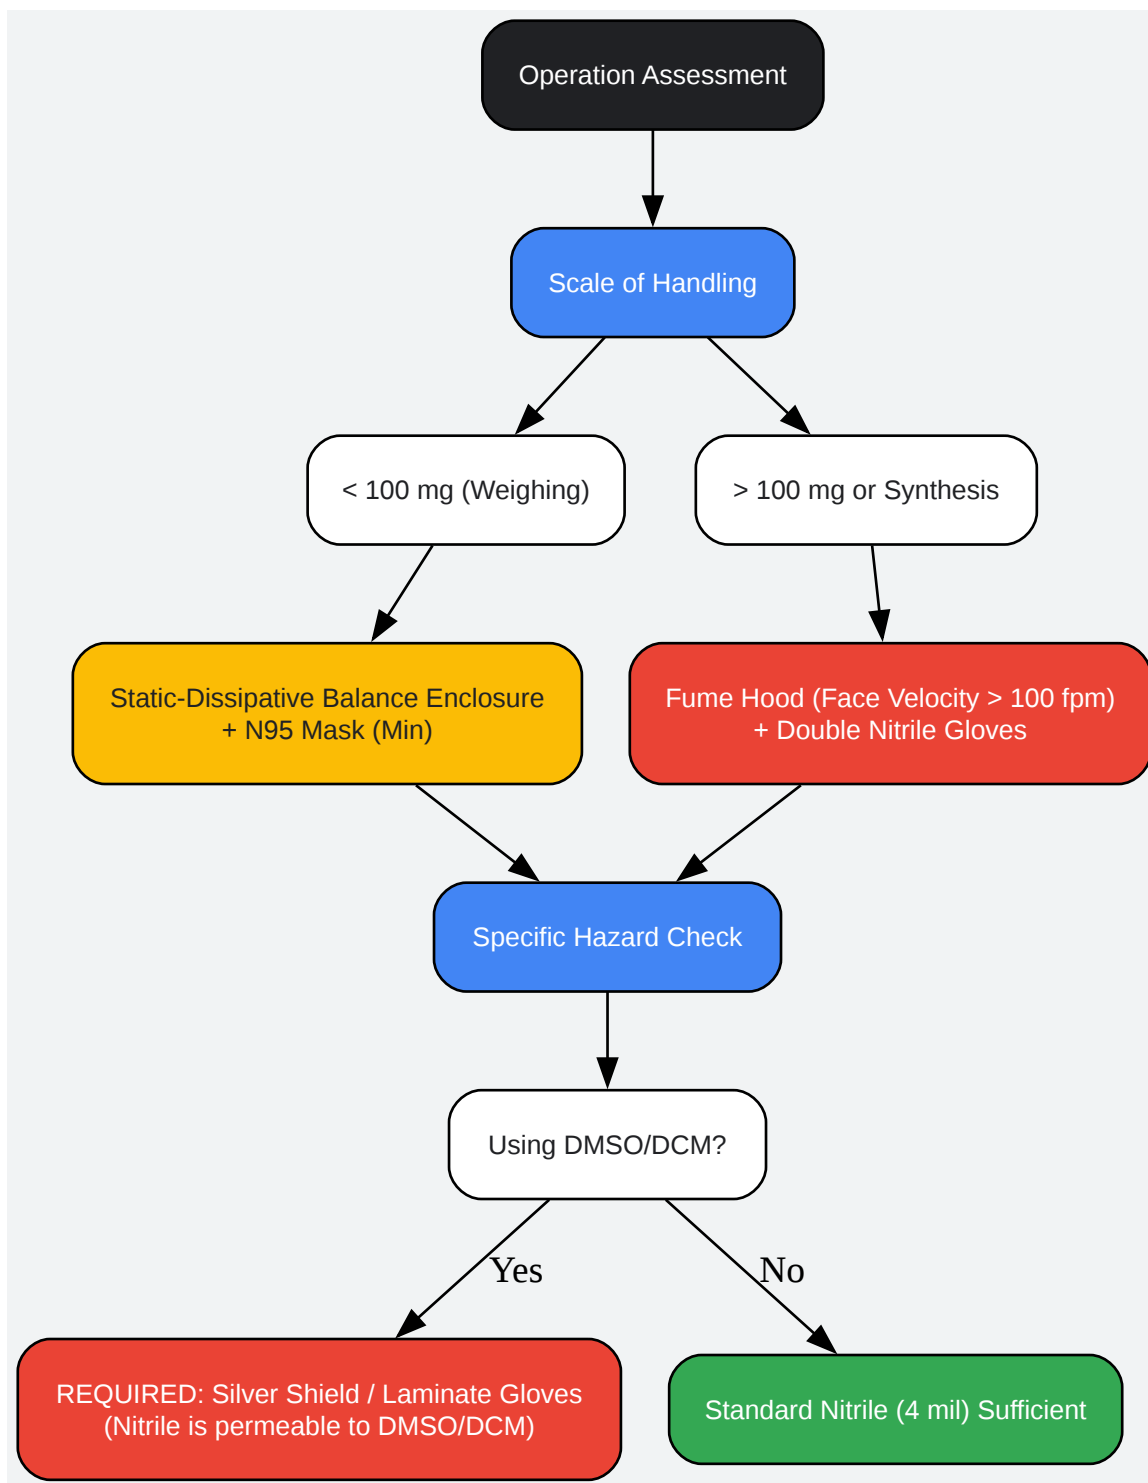 Operation Assessment
Scale of Handling
< 100 mg (Weighing)
> 100 mg or Synthesis
Static-Dissipative Balance Enclosure
+ N95 Mask (Min)
Fume Hood (Face Velocity > 100 fpm)
+ Double Nitrile Gloves
Specific Hazard Check
Using DMSO/DCM?
Yes
No
REQUIRED: Silver Shield / Laminate Gloves
(Nitrile is permeable to DMSO/DCM)
Standard Nitrile (4 mil) Sufficient